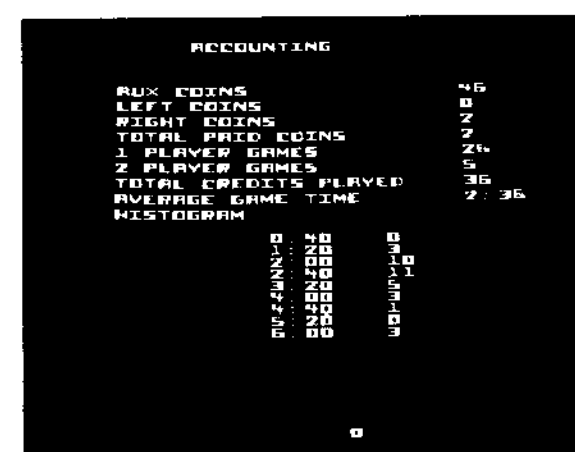 ACCOUNTING
AUX COINS 46
LEFT COINS 0
RIGHT COINS 2
TOTAL PAID COINS 2
1 PLAYER GAMES 26
2 PLAYER GAMES 5
TOTAL CREDITS PLAYED 36
AVERAGE GAME TIME 2:36
HISTOGRAM
0:40 0
1:20 3
2:00 10
2:40 11
3:20 5
4:00 3
4:40 1
5:20 0
6:00 3
0